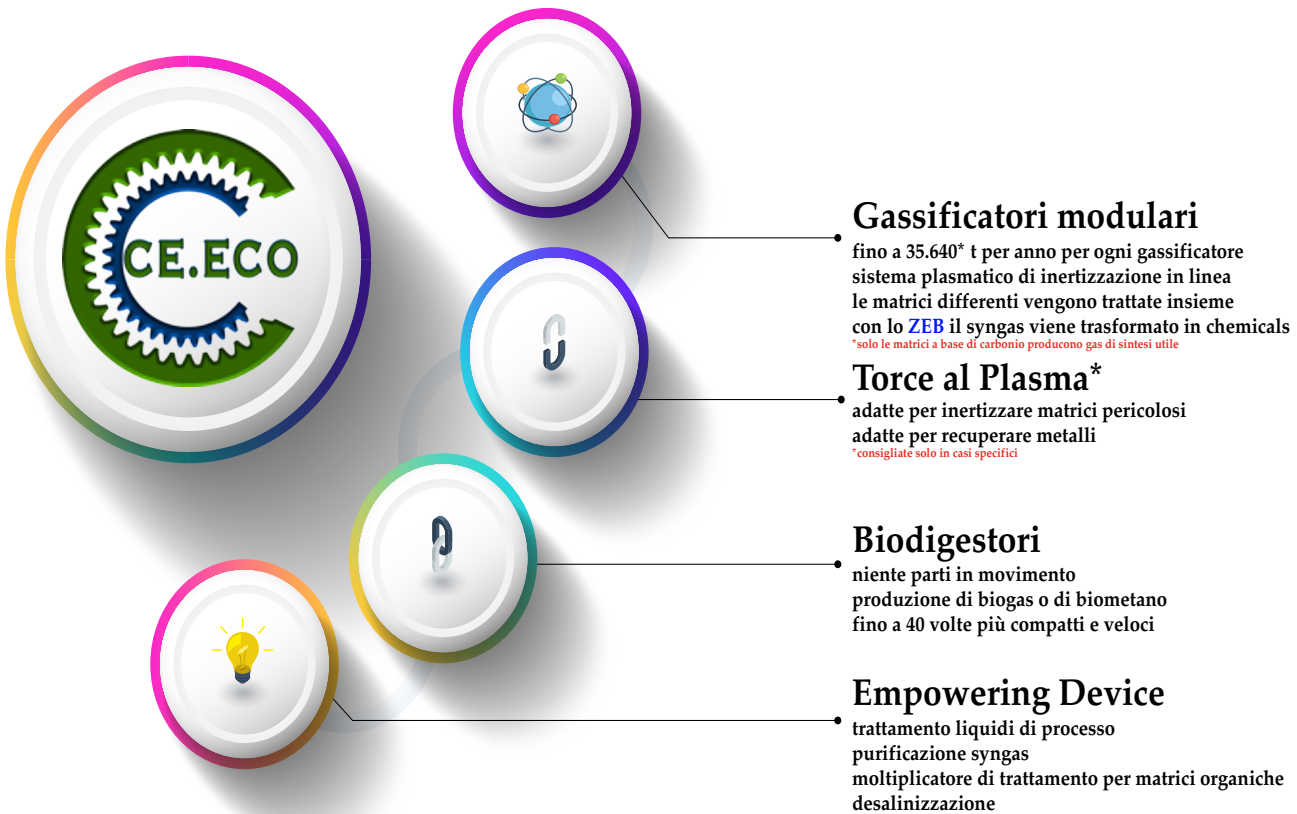 CE.ECO
Gassificatori modulari
fino a 35.640* t per anno per ogni gassificatore
sistema plasmatico di inertizzazione in linea
le matrici differenti vengono trattate insieme
con lo ZEB il syngas viene trasformato in chemicals
*solo le matrici a base di carbonio producono gas di sintesi utile
Torce al Plasma*
adatte per inertizzare matrici pericolosi
adatte per recuperare metalli
*consigliate solo in casi specifici
Biodigestori
niente parti in movimento
produzione di biogas o di biometano
fino a 40 volte più compatti e veloci
Empowering Device
trattamento liquidi di processo
purificazione syngas
moltiplicatore di trattamento per matrici organiche
desalinizzazione